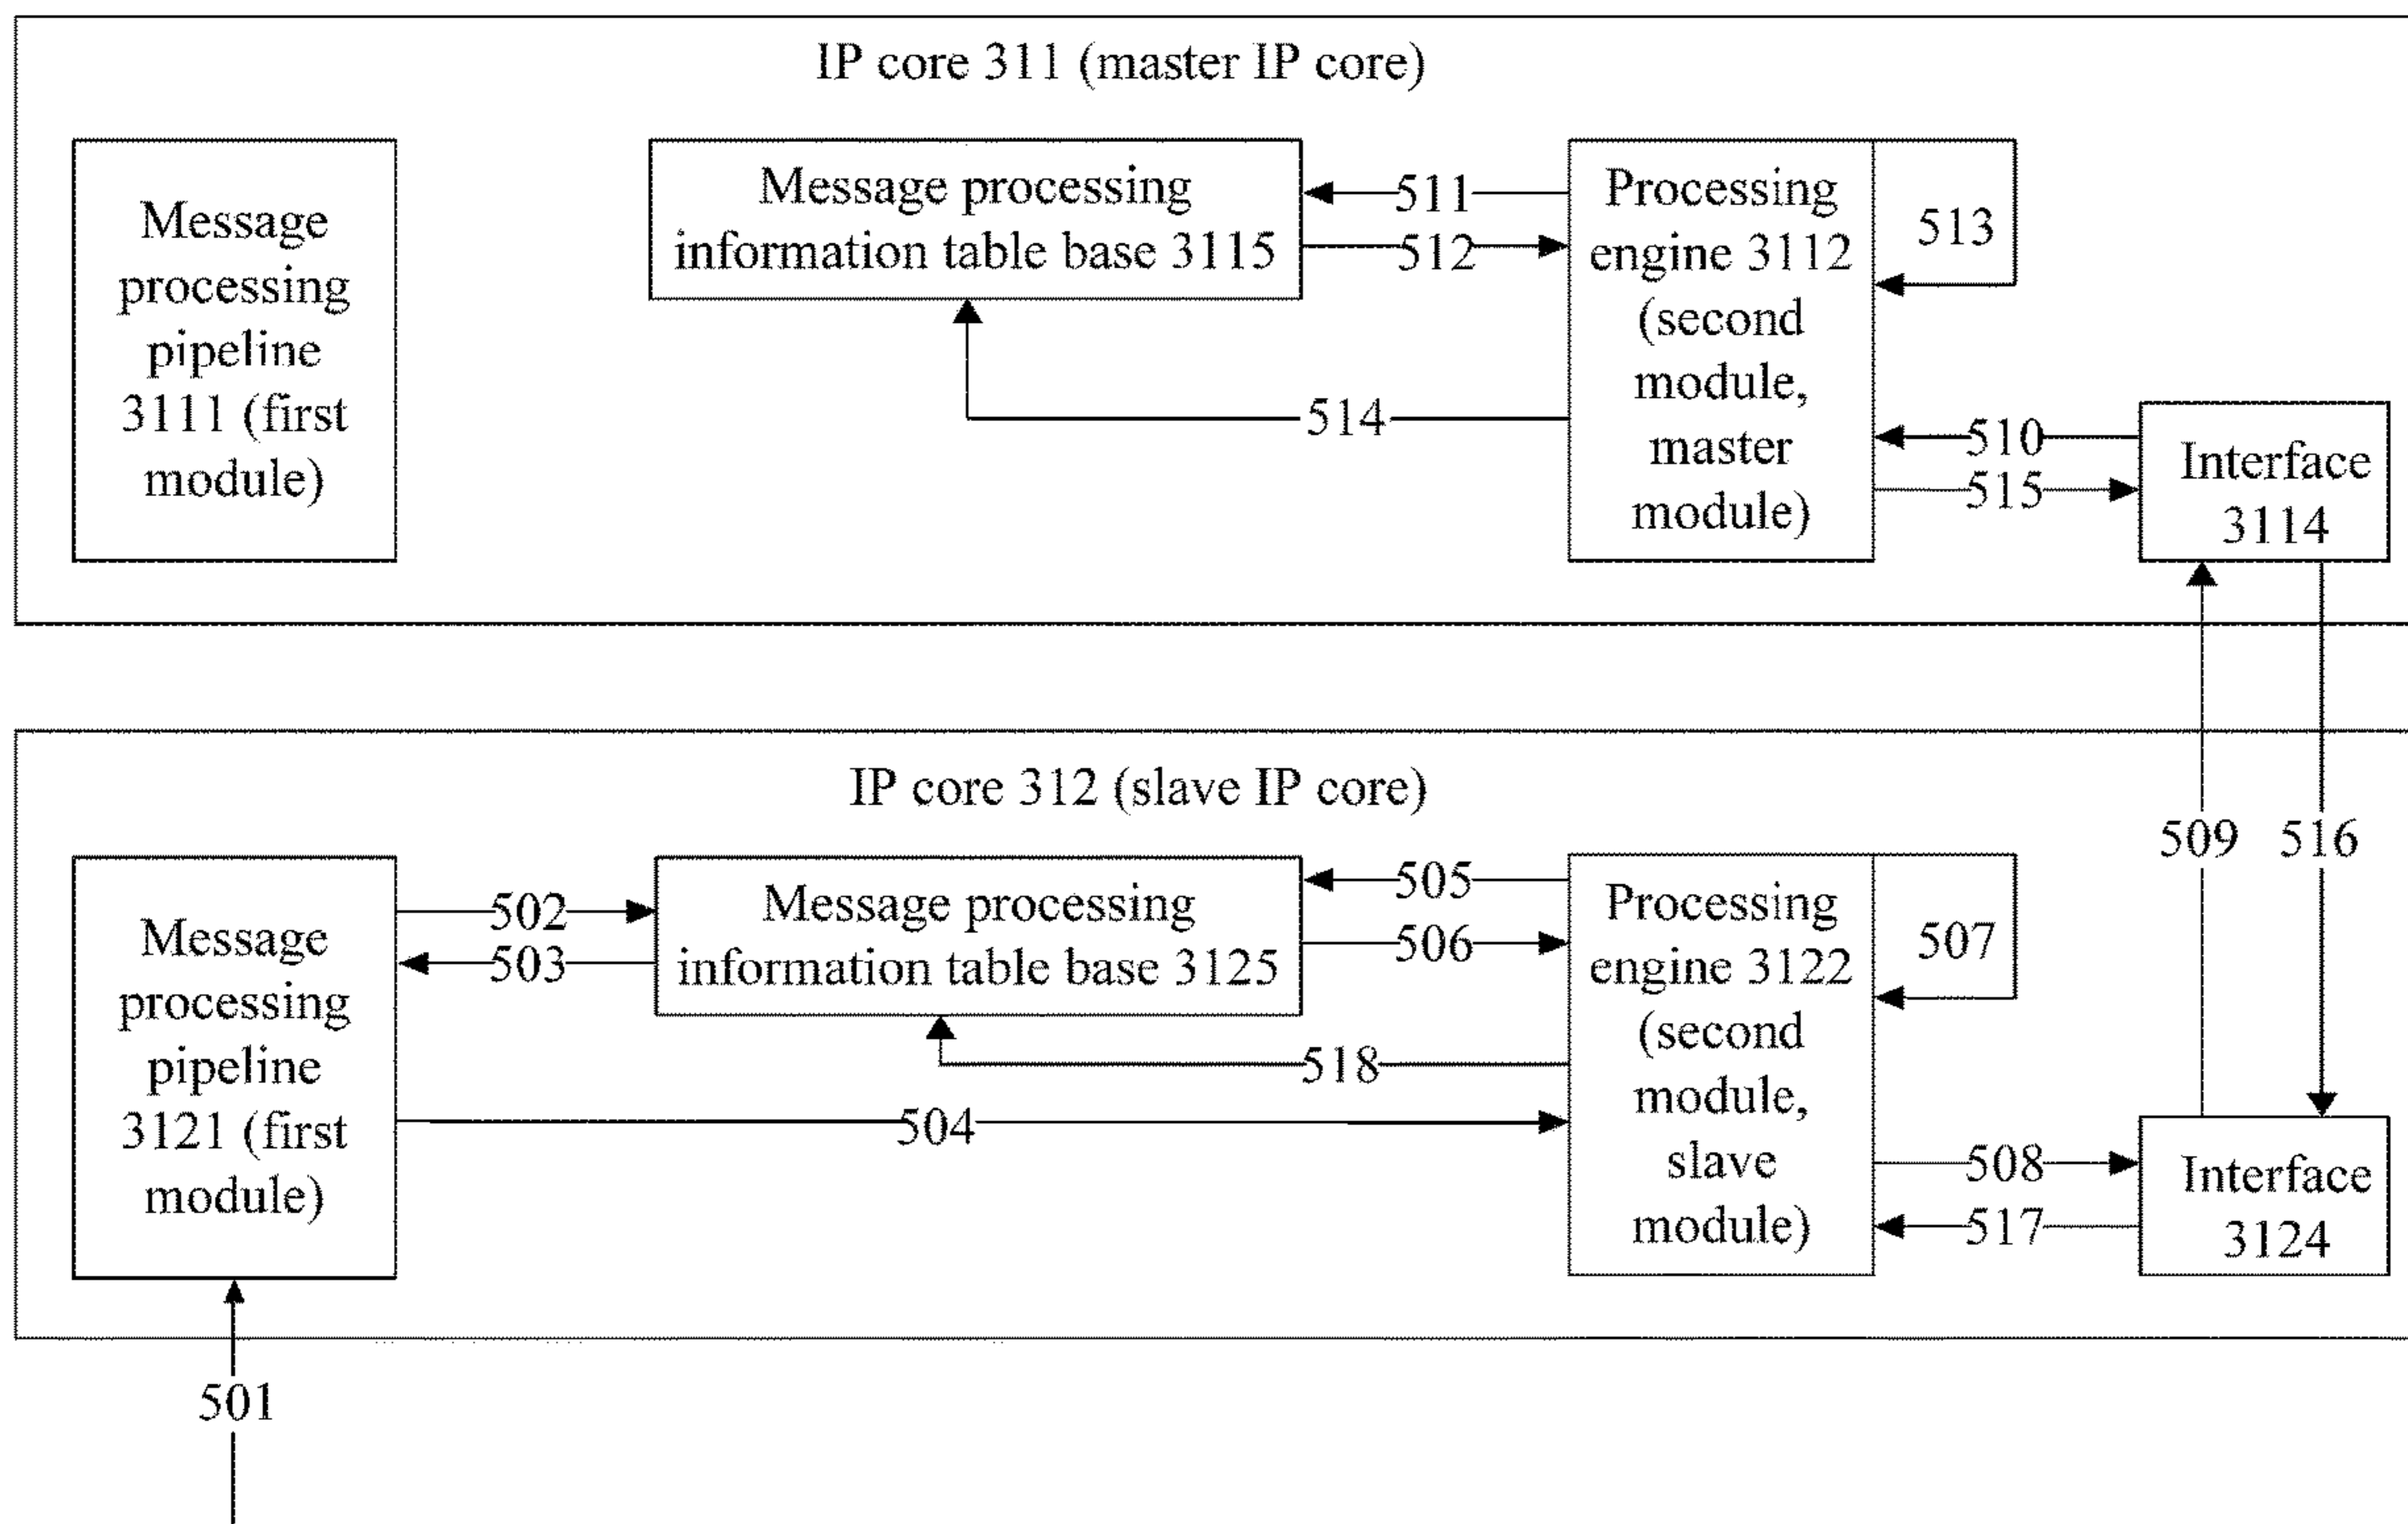 IP core 311 (master IP core)
Message
processing
pipeline
3111 (first
module)
Message processing
information table base 3115
511
512
514
Processing
engine 3112
(second
module,
master
module)
513
510
515
Interface
3114
509
516
IP core 312 (slave IP core)
Message
processing
pipeline
3121 (first
module)
502
503
Message processing
information table base 3125
505
506
518
504
Processing
engine 3122
(second
module,
slave
module)
507
508
517
Interface
3124
501